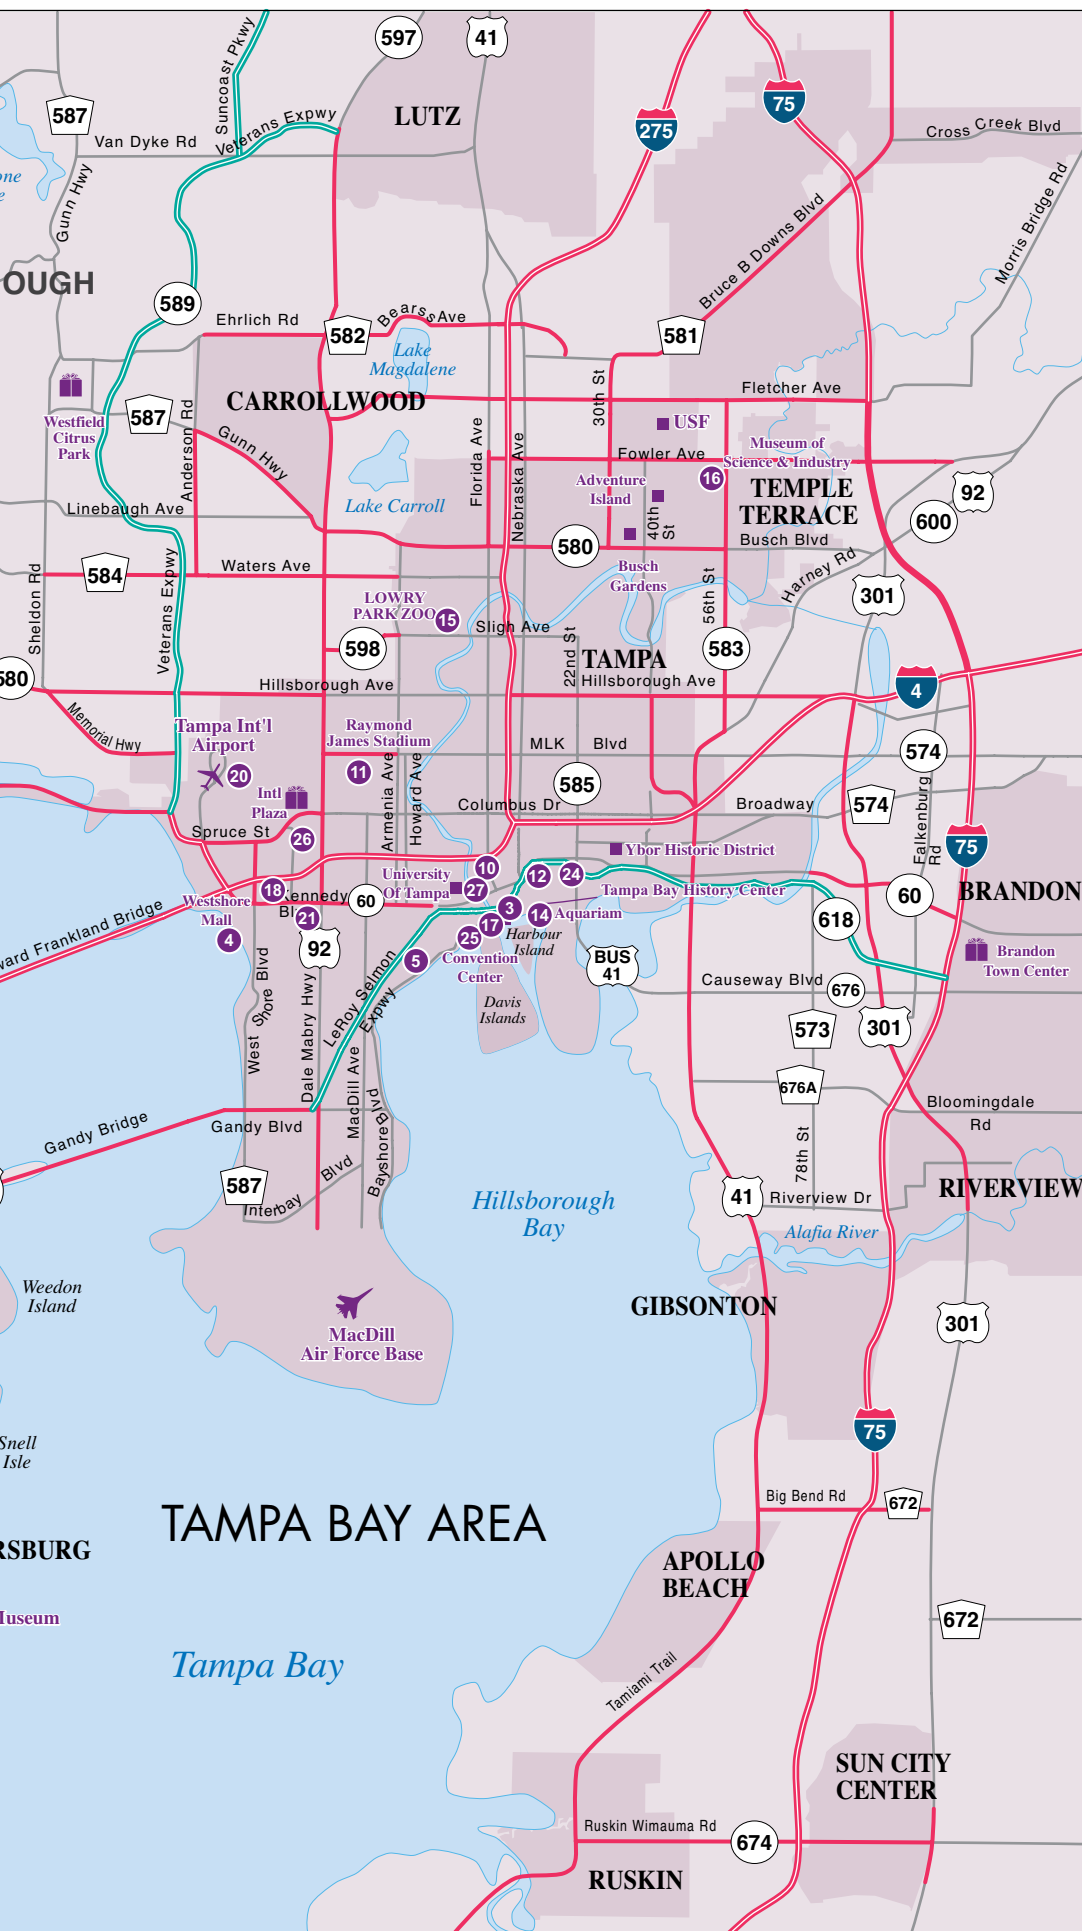 597
41
Suncoast Pkwy
587
LUTZ
75
275
Veterans Expwy
Van Dyke Rd
Cross Creek Blvd
Gunn Hwy
Morris Bridge Rd
Bruce B Downs Blvd
OUGH
589
Ehrlich Rd
582
Bearss Ave
581
Lake
Magdalene
30th St
Fletcher Ave
CARROLLWOOD
587
Westfield
Citrus
Park
Anderson Rd
Gunn Hwy
Florida Ave
Nebraska Ave
USF
Fowler Ave
Museum of
Science & Industry
16
Adventure
Island
TEMPLE
TERRACE
92
600
Lake Carroll
Linebaugh Ave
40th
St
580
Busch Blvd
Busch
Gardens
Harney Rd
301
584
Waters Ave
Sheldon Rd
Veterans Expwy
LOWRY
PARK ZOO
15
Sligh Ave
56th St
598
22nd St
TAMPA
583
580
Hillsborough Ave
Hillsborough Ave
4
Memorial Hwy
Tampa Int'l
Airport
20
Raymond
James Stadium
11
MLK Blvd
574
585
Intl
Plaza
Armenia Ave
Howard Ave
Columbus Dr
Broadway
574
Falkenburg
Rd
Spruce St
26
75
Ybor Historic District
10
12
24
University
Of Tampa
27
Tampa Bay History Center
18
Westshore
Mall
4
Kennedy
Bl
21
60
60
BRANDON
3
14
Aquariam
17
25
Harbour
Island
618
ward Frankland Bridge
92
5
Convention
Center
BUS
41
Brandon
Town Center
Causeway Blvd
676
West Shore Blvd
Dale Mabry Hwy
LeRoy Selmon
Expwy
Davis
Islands
573
301
MacDill Ave
Bayshore Blvd
676A
Bloomingdale
Rd
Gandy Bridge
Gandy Blvd
78th St
587
Interbay Blvd
41
Riverview Dr
RIVERVIEW
Hillsborough
Bay
Alafia River
Weedon
Island
GIBSONTON
301
MacDill
Air Force Base
75
Snell
Isle
Big Bend Rd
672
TAMPA BAY AREA
RSBURG
APOLLO
BEACH
672
Museum
Tampa Bay
Tamiami Trail
SUN CITY
CENTER
Ruskin Wimauma Rd
674
RUSKIN